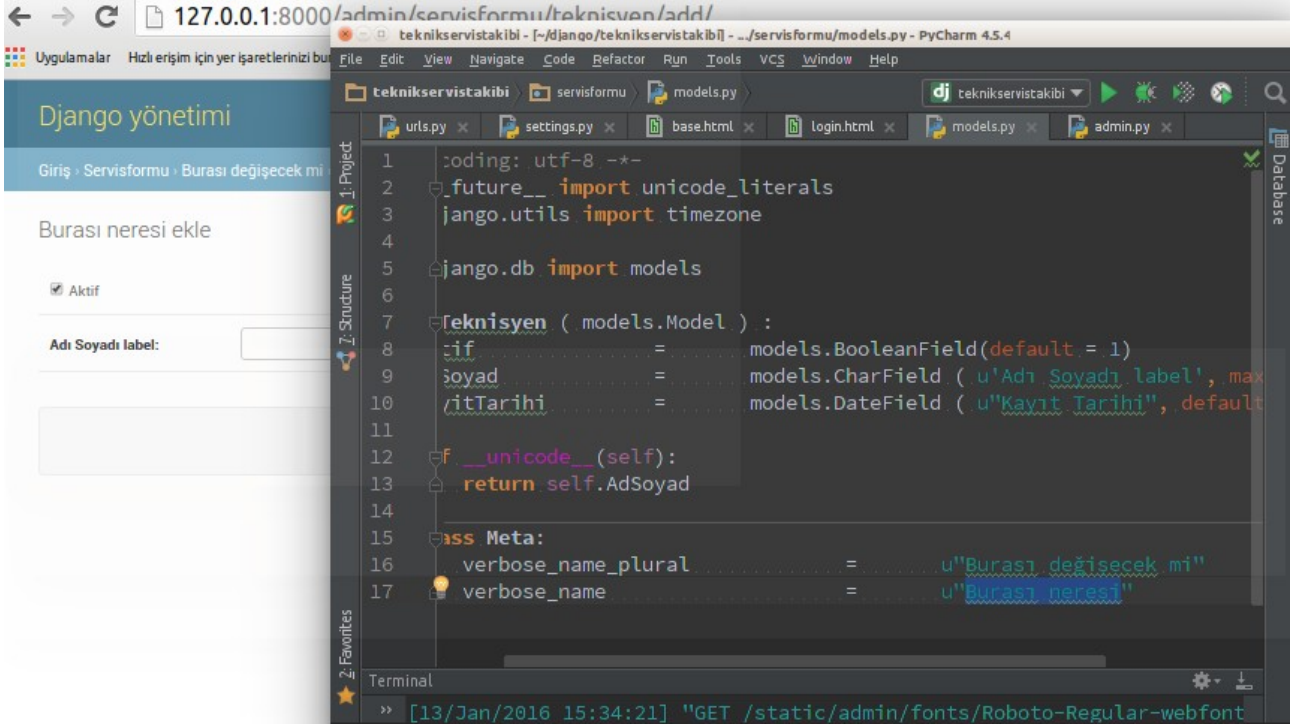 127.0.0.1:8000/admin/servisformu/teknisyen/add/
Uygulamalar Hızlı erişim için yer işaretlerinizi bu
Django yönetimi
Giriş › Servisformu › Burası değişecek mi
Burası neresi ekle
Aktif
Adı Soyadı label:
teknikservistakibi - [~/django/teknikservistakibi] - .../servisformu/models.py - PyCharm 4.5.4
File Edit View Navigate Code Refactor Run Tools VCS Window Help
teknikservistakibi servisformu models.py dj teknikservistakibi
urls.py settings.py base.html login.html models.py admin.py
1: Project
7: Structure
2: Favorites
Database
1 coding: utf-8 -*-
2 _future__ import unicode_literals
3 jango.utils import timezone
4
5 jango.db import models
6
7 Teknisyen ( models.Model ) :
8 tif = models.BooleanField(default = 1)
9 Soyad = models.CharField ( u'Adı Soyadı label', max
10 yitTarihi = models.DateField ( u"Kayıt Tarihi", default
11
12 f __unicode__(self):
13 return self.AdSoyad
14
15 ass Meta:
16 verbose_name_plural = u"Burası değişecek mi"
17 verbose_name = u"Burası neresi"
Terminal
» [13/Jan/2016 15:34:21] "GET /static/admin/fonts/Roboto-Regular-webfont